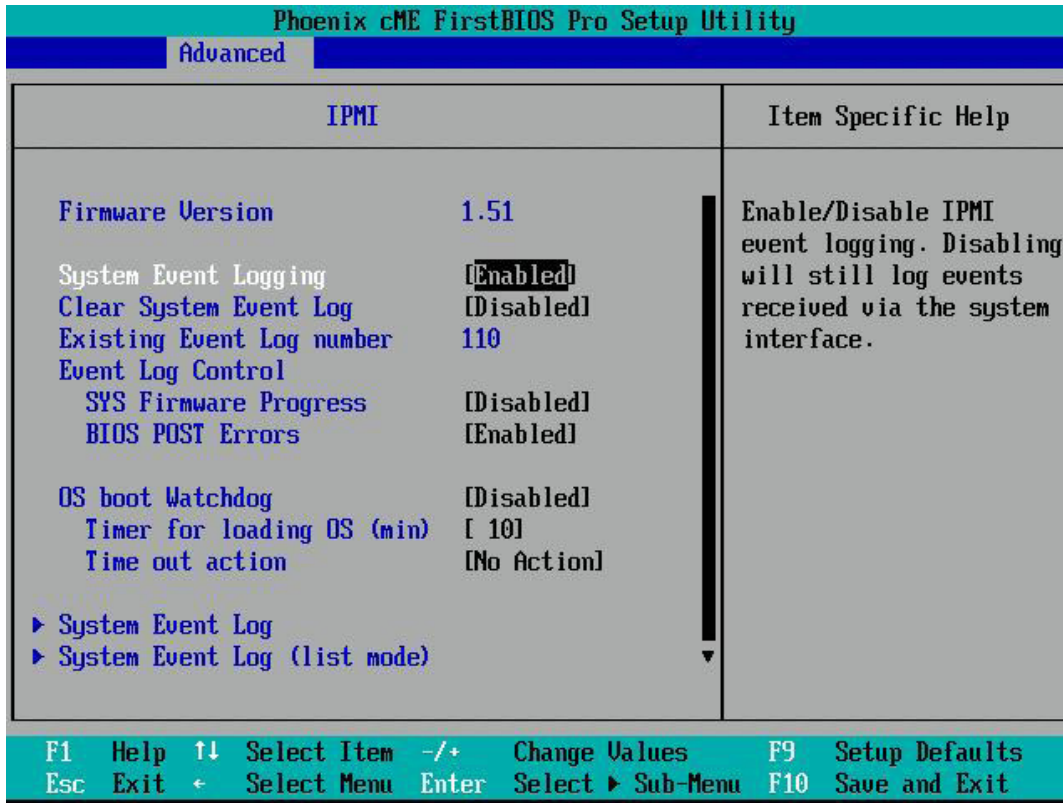 Phoenix cME FirstBIOS Pro Setup Utility
Advanced
IPMI
Item Specific Help
Firmware Version 1.51
System Event Logging [Enabled]
Clear System Event Log [Disabled]
Existing Event Log number 110
Event Log Control
SYS Firmware Progress [Disabled]
BIOS POST Errors [Enabled]
OS boot Watchdog [Disabled]
Timer for loading OS (min) [ 10]
Time out action [No Action]
▶ System Event Log
▶ System Event Log (list mode)
Enable/Disable IPMI
event logging. Disabling
will still log events
received via the system
interface.
F1 Help ↑↓ Select Item -/+ Change Values F9 Setup Defaults
Esc Exit ← Select Menu Enter Select ▶ Sub-Menu F10 Save and Exit